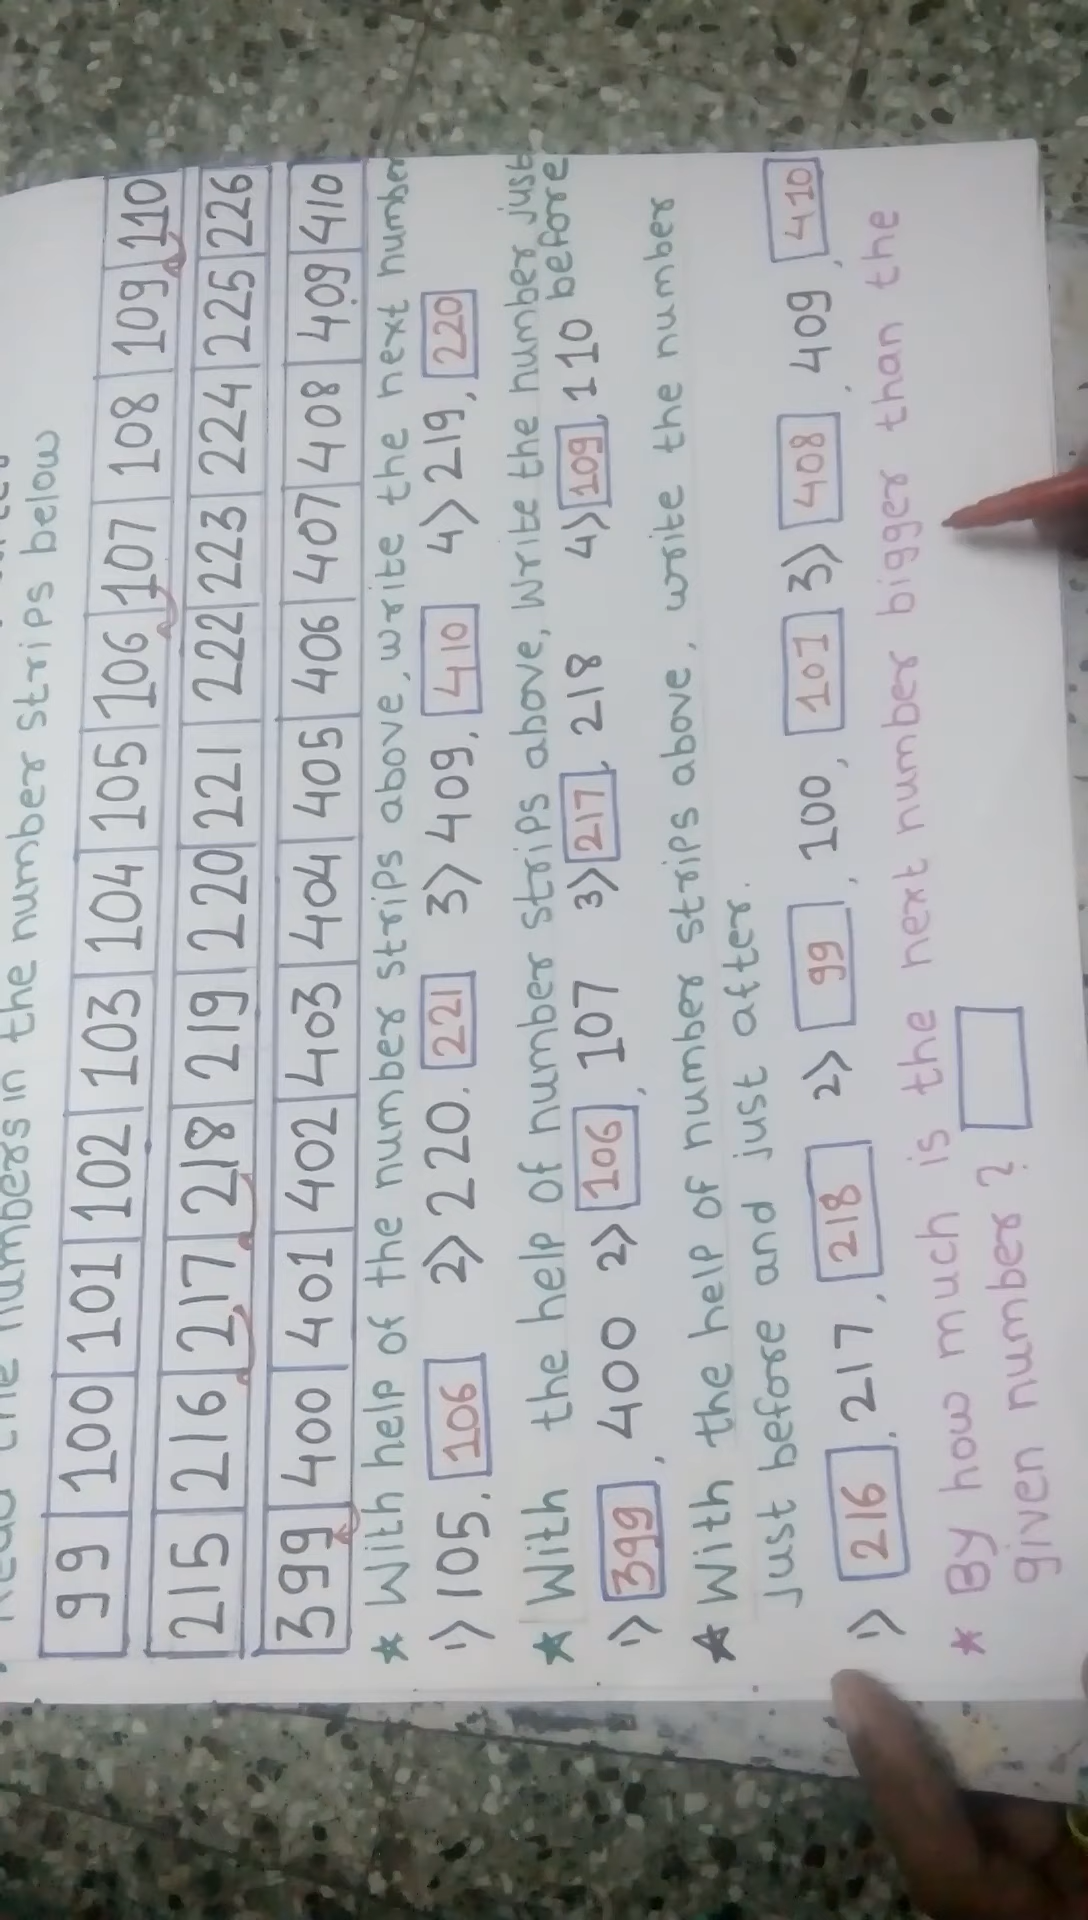 the numbers in the number strips below
99 100 101 102 103 104 105 106 107 108 109 110
215 216 217 218 219 220 221 222 223 224 225 226
399 400 401 402 403 404 405 406 407 408 409 410
★ With help of the number strips above, write the next number
1) 105, 106 2) 220, 221 3) 409, 410 4) 219, 220
★ With the help of number strips above, Write the number just
before
1) 399, 400 2) 106, 107 3) 217, 218 4) 109, 110
★ With the help of number strips above, write the number
just before and just after.
1) 216, 217, 218 2) 99, 100, 101 3) 408, 409, 410
★ By how much is the next number bigger than the
given number?